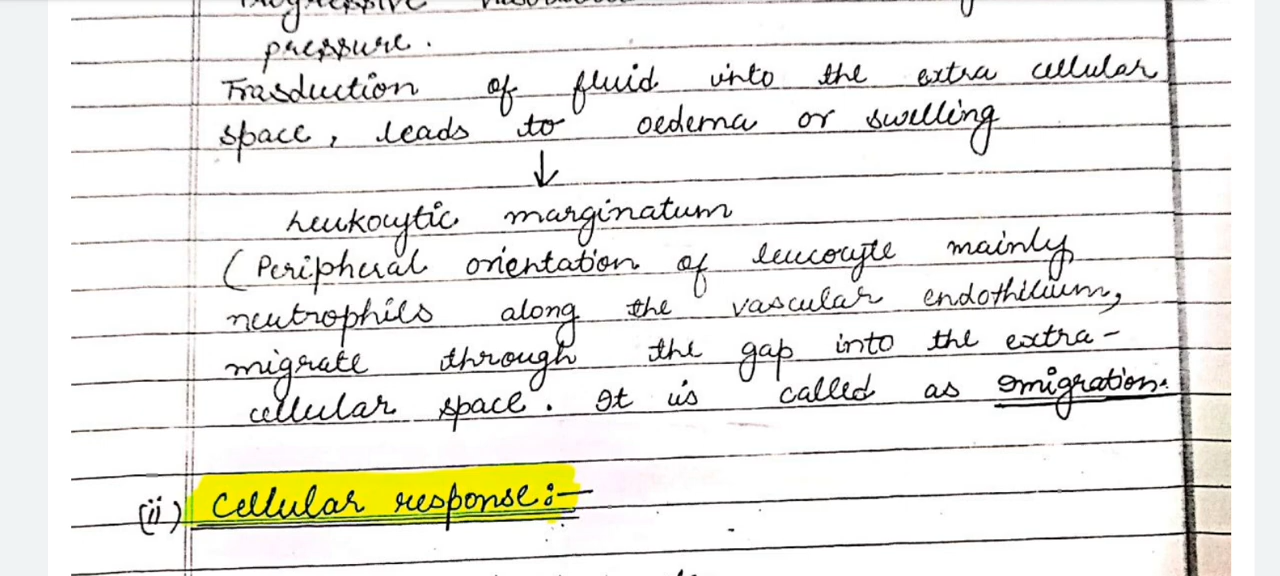 Progressive
pressure.
Trasduction of fluid into the extra cellular
space, leads to oedema or swelling
↓
Leukocytic marginatum
(Peripheral orientation of leucocyte mainly
neutrophils along the vascular endothilium,
migrate through the gap into the extra-
cellular space. It is called as emigration.
(ii) Cellular response:-